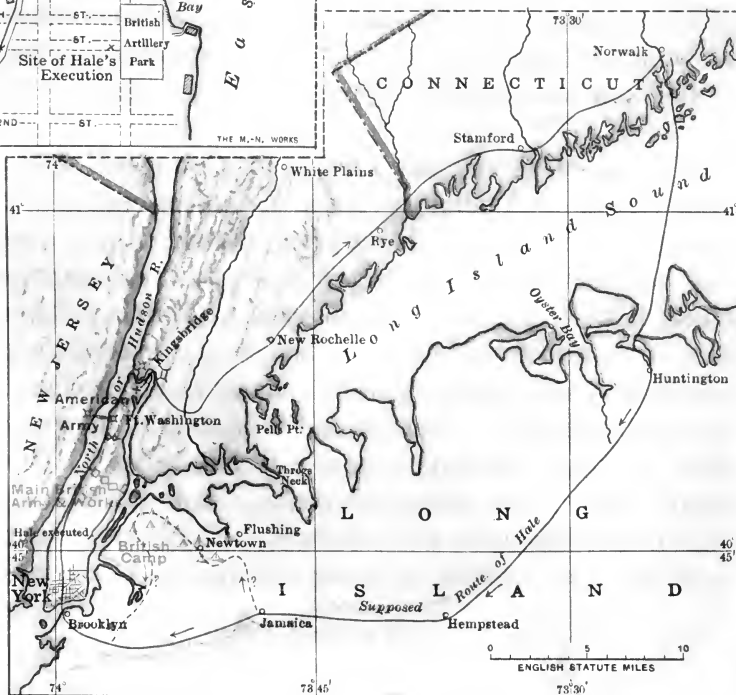 Bay
ST.
British
ST.
Artillery
Park
Site of Hale's
Execution
ST.
Eas
THE M.-N. WORKS
73°30'
Norwalk
CONNECTICUT
Stamford
74°
White Plains
41°
41°
Rye
Long Island Sound
NEW JERSEY
North or Hudson R.
Kingsbridge
New Rochelle
Oyster Bay
Huntington
American
Army
Ft. Washington
Pells Pt.
Throgs
Neck
Main British
Army & Works
Hale executed
Flushing
LONG
40°
45'
40°
45'
British
Camp
Newtown
New
York
?
?
ISLAND
Supposed Route of Hale
Brooklyn
Jamaica
Hempstead
0 5 10
ENGLISH STATUTE MILES
74°
73°45'
73°30'